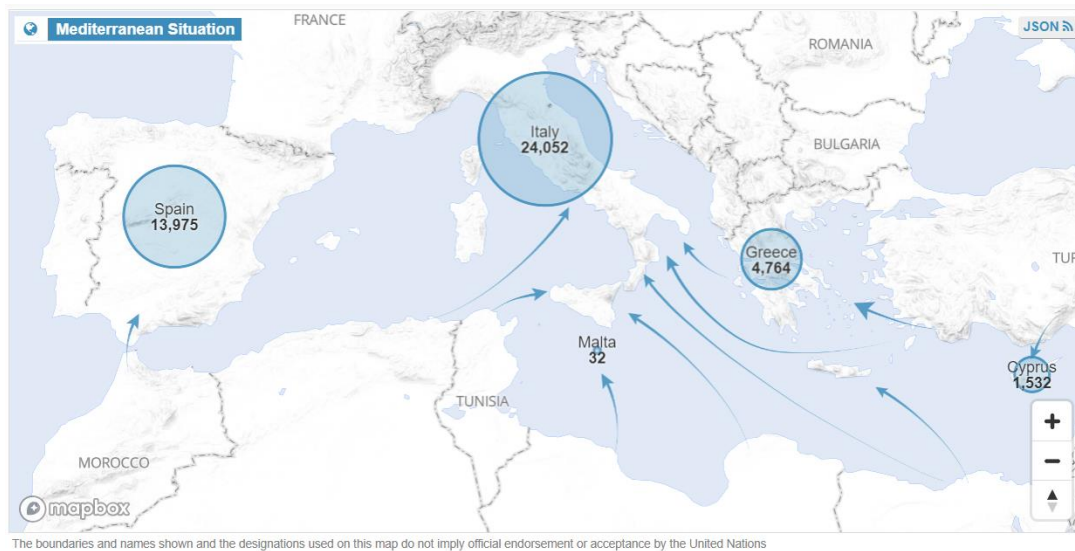 Mediterranean Situation
FRANCE
JSON
ROMANIA
Italy
24,052
BULGARIA
Spain
13,975
Greece
4,764
TUR
Malta
32
Cyprus
1,532
TUNISIA
MOROCCO
mapbox
The boundaries and names shown and the designations used on this map do not imply official endorsement or acceptance by the United Nations